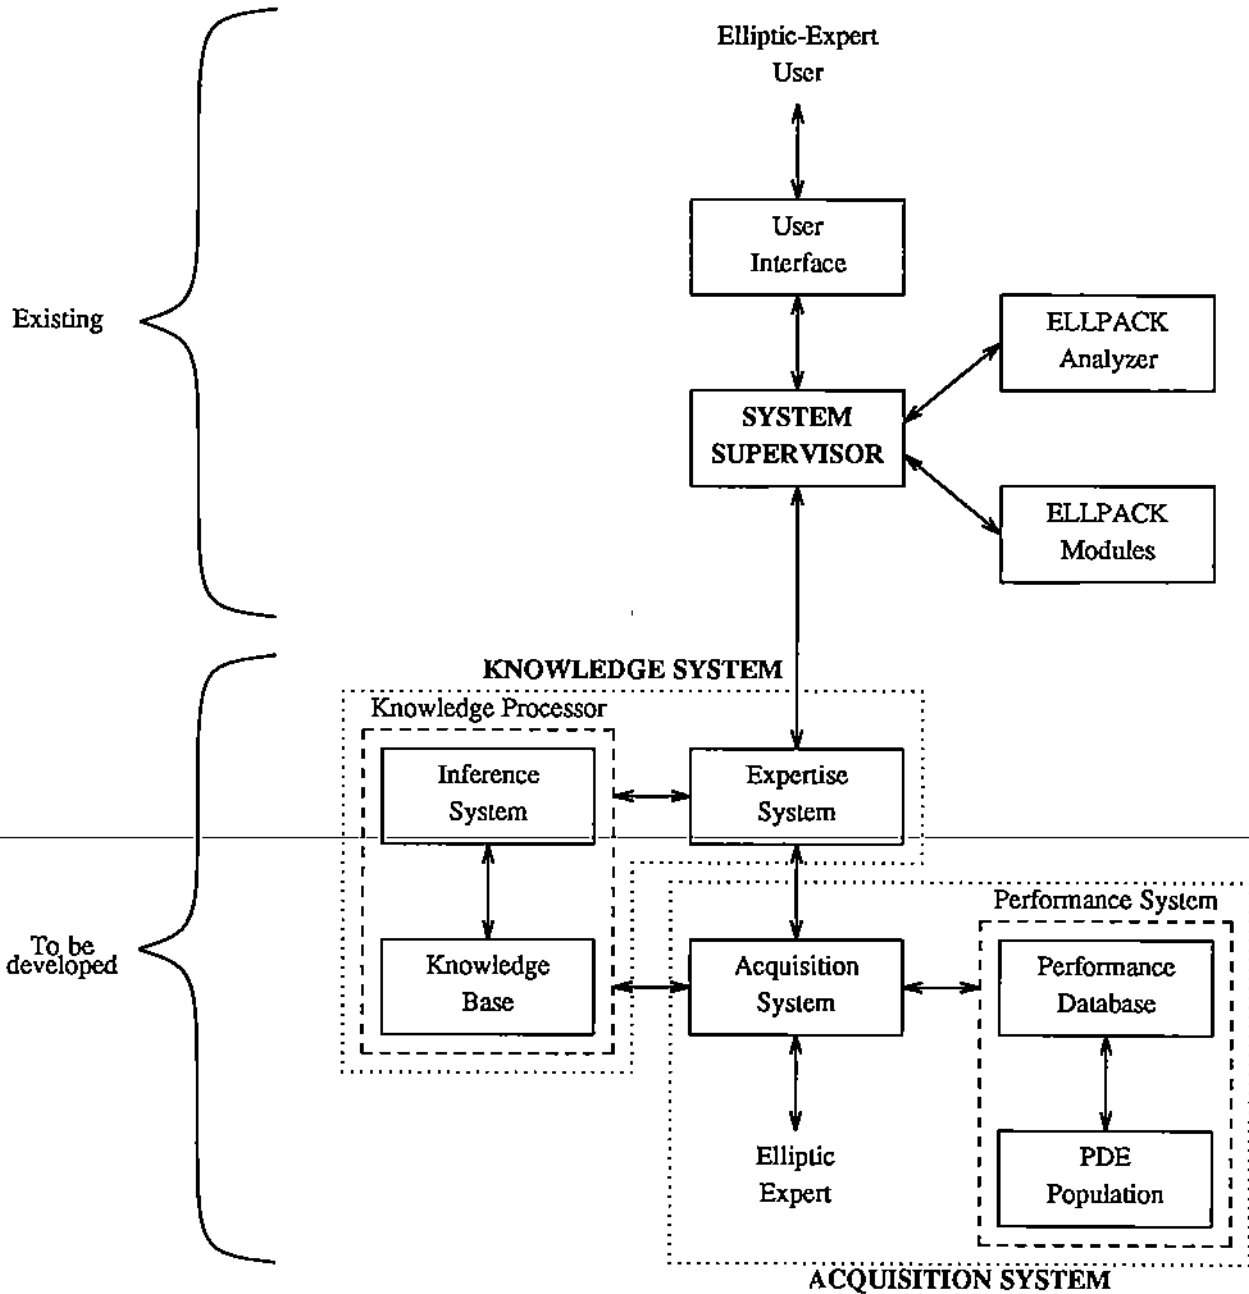 Elliptic-Expert
User
User
Interface
Existing
ELLPACK
Analyzer
SYSTEM
SUPERVISOR
ELLPACK
Modules
KNOWLEDGE SYSTEM
Knowledge Processor
Inference
System
Expertise
System
Performance System
To be
developed
Knowledge
Base
Acquisition
System
Performance
Database
Elliptic
Expert
PDE
Population
ACQUISITION SYSTEM